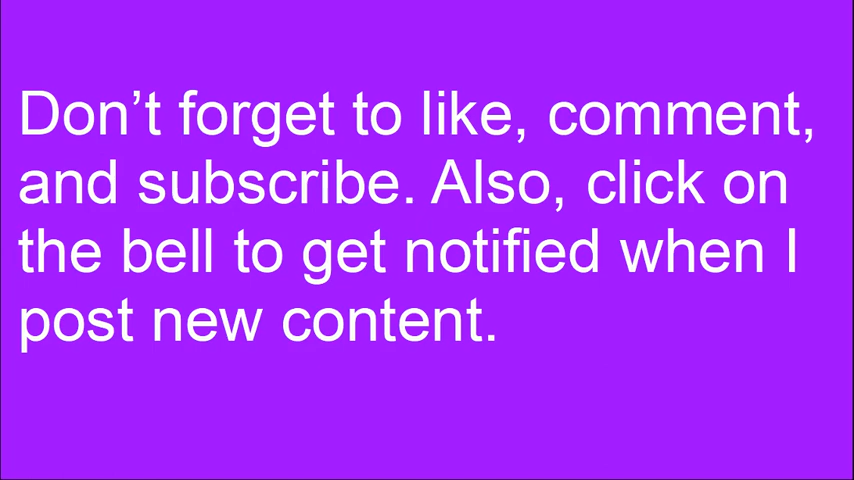 Don’t forget to like, comment,
and subscribe. Also, click on
the bell to get notified when I
post new content.